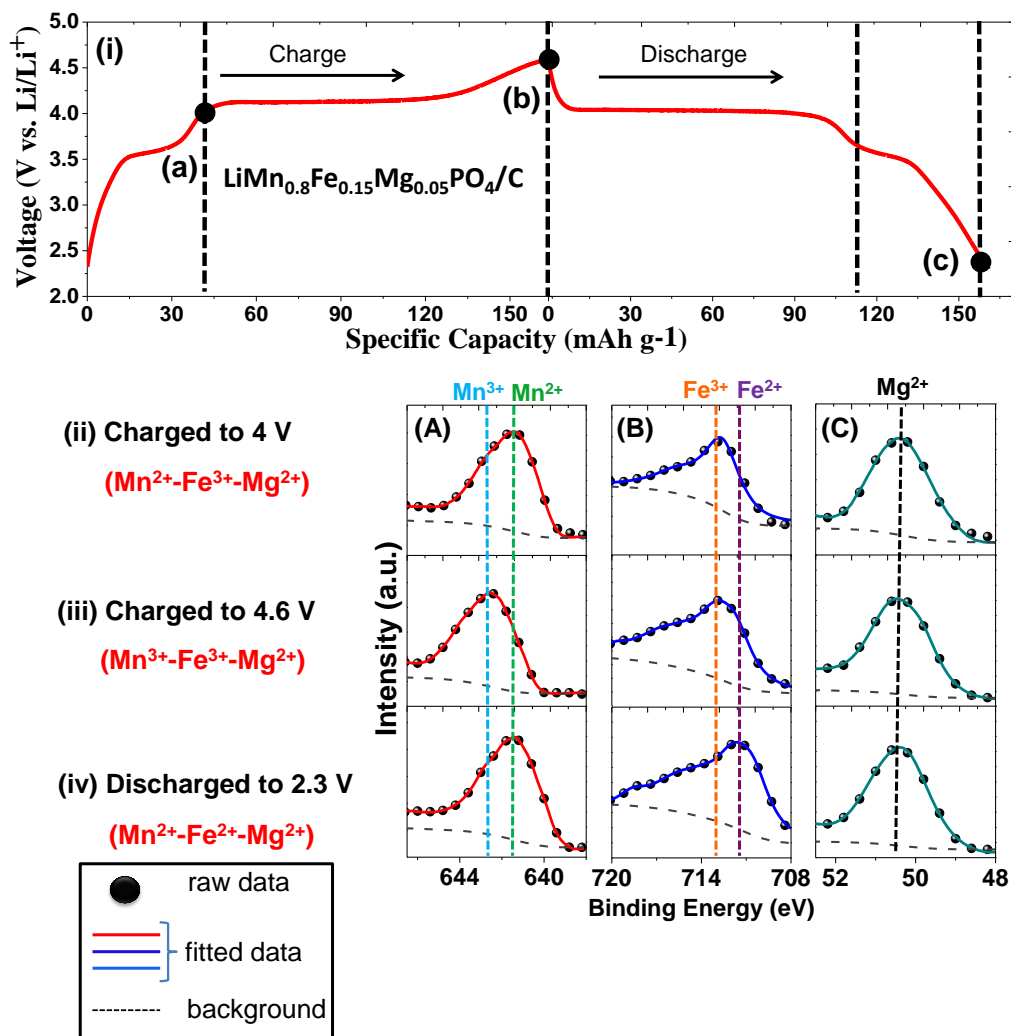 (i)
Charge
Discharge
(a)
(b)
(c)
LiMn0.8Fe0.15Mg0.05PO4/C
Voltage (V vs. Li/Li+)
5.0
4.5
4.0
3.5
3.0
2.5
2.0
0 30 60 90 120 150 0 30 60 90 120 150
Specific Capacity (mAh g-1)
Mn3+ Mn2+ Fe3+ Fe2+ Mg2+
(A) (B) (C)
(ii) Charged to 4 V
(Mn2+-Fe3+-Mg2+)
(iii) Charged to 4.6 V
(Mn3+-Fe3+-Mg2+)
(iv) Discharged to 2.3 V
(Mn2+-Fe2+-Mg2+)
Intensity (a.u.)
644 640 720 714 708 52 50 48
Binding Energy (eV)
raw data
fitted data
background